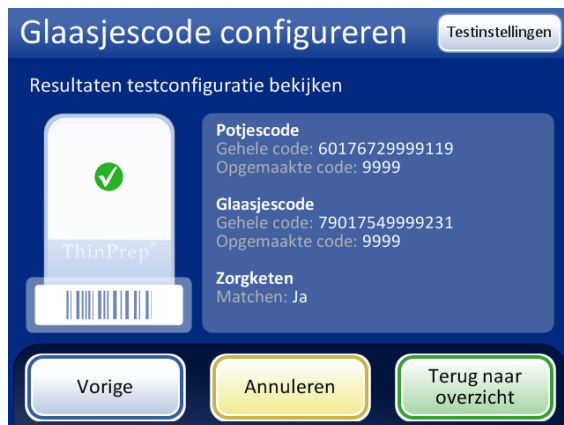 Glaasjescode configureren
Testinstellingen
Resultaten testconfiguratie bekijken
ThinPrep®
Potjescode
Gehele code: 60176729999119
Opgemaakte code: 9999
Glaasjescode
Gehele code: 79017549999231
Opgemaakte code: 9999
Zorgketen
Matchen: Ja
Vorige
Annuleren
Terug naar
overzicht